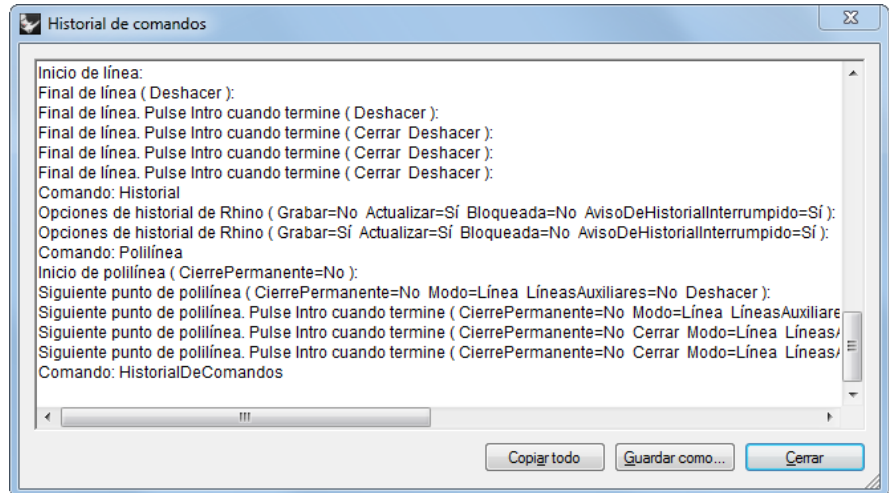 Historial de comandos
Inicio de línea:
Final de línea ( Deshacer ):
Final de línea. Pulse Intro cuando termine ( Deshacer ):
Final de línea. Pulse Intro cuando termine ( Cerrar Deshacer ):
Final de línea. Pulse Intro cuando termine ( Cerrar Deshacer ):
Final de línea. Pulse Intro cuando termine ( Cerrar Deshacer ):
Comando: Historial
Opciones de historial de Rhino ( Grabar=No Actualizar=Sí Bloqueada=No AvisoDeHistorialInterrumpido=Sí ):
Opciones de historial de Rhino ( Grabar=Sí Actualizar=Sí Bloqueada=No AvisoDeHistorialInterrumpido=Sí ):
Comando: Polilínea
Inicio de polilínea ( CierrePermanente=No ):
Siguiente punto de polilínea ( CierrePermanente=No Modo=Línea LíneasAuxiliares=No Deshacer ):
Siguiente punto de polilínea. Pulse Intro cuando termine ( CierrePermanente=No Modo=Línea LíneasAuxiliare
Siguiente punto de polilínea. Pulse Intro cuando termine ( CierrePermanente=No Cerrar Modo=Línea Líneas
Siguiente punto de polilínea. Pulse Intro cuando termine ( CierrePermanente=No Cerrar Modo=Línea Líneas
Comando: HistorialDeComandos
Copiar todo
Guardar como...
Cerrar